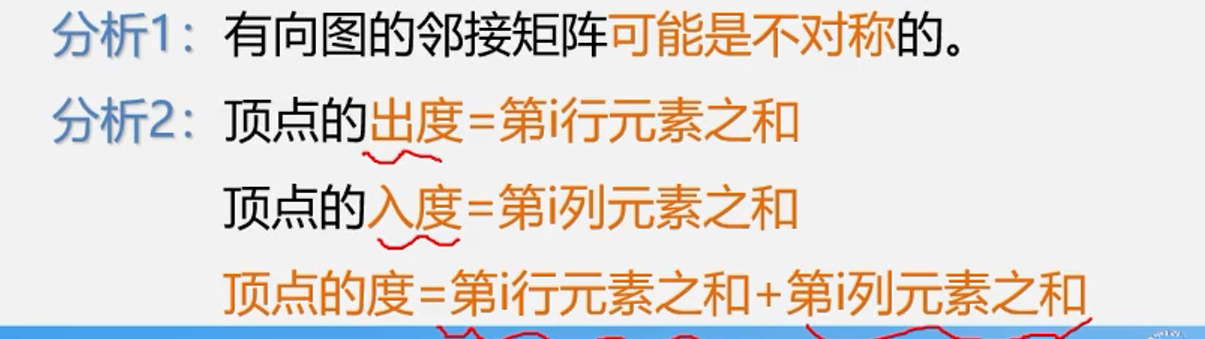 分析1：有向图的邻接矩阵可能是不对称的。
分析2：顶点的出度=第i行元素之和
顶点的入度=第i列元素之和
顶点的度=第i行元素之和+第i列元素之和